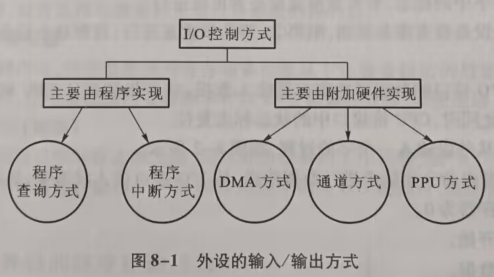 I/O 控制方式
主要由程序实现
主要由附加硬件实现
程序
查询方式
程序
中断方式
DMA方式
通道方式
PPU方式
图8-1 外设的输入/输出方式